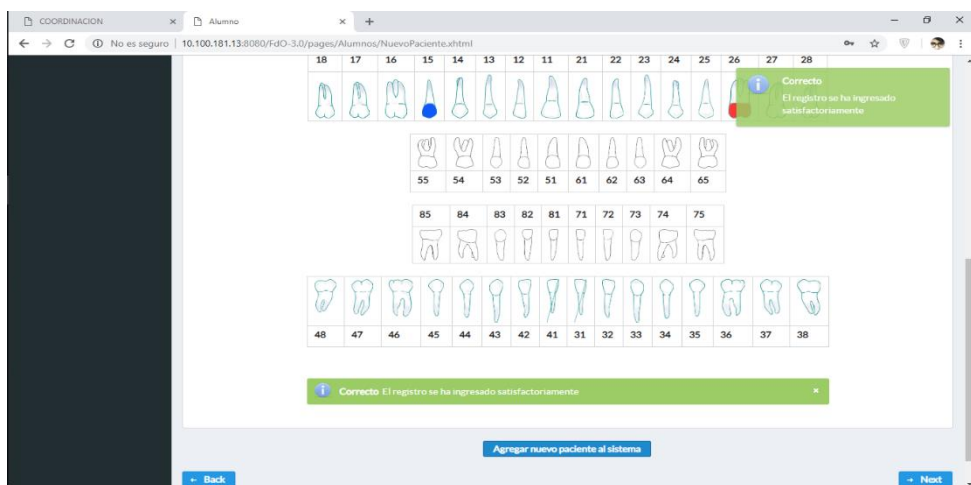 COORDINACION
Alumno
No es seguro | 10.100.181.13:8080/FdO-3.0/pages/Alumnos/NuevoPaciente.xhtml
18 17 16 15 14 13 12 11 21 22 23 24 25 26 27 28
Correcto
El registro se ha ingresado
satisfactoriamente
55 54 53 52 51 61 62 63 64 65
85 84 83 82 81 71 72 73 74 75
48 47 46 45 44 43 42 41 31 32 33 34 35 36 37 38
Correcto El registro se ha ingresado satisfactoriamente
Agregar nuevo paciente al sistema
← Back
→ Next